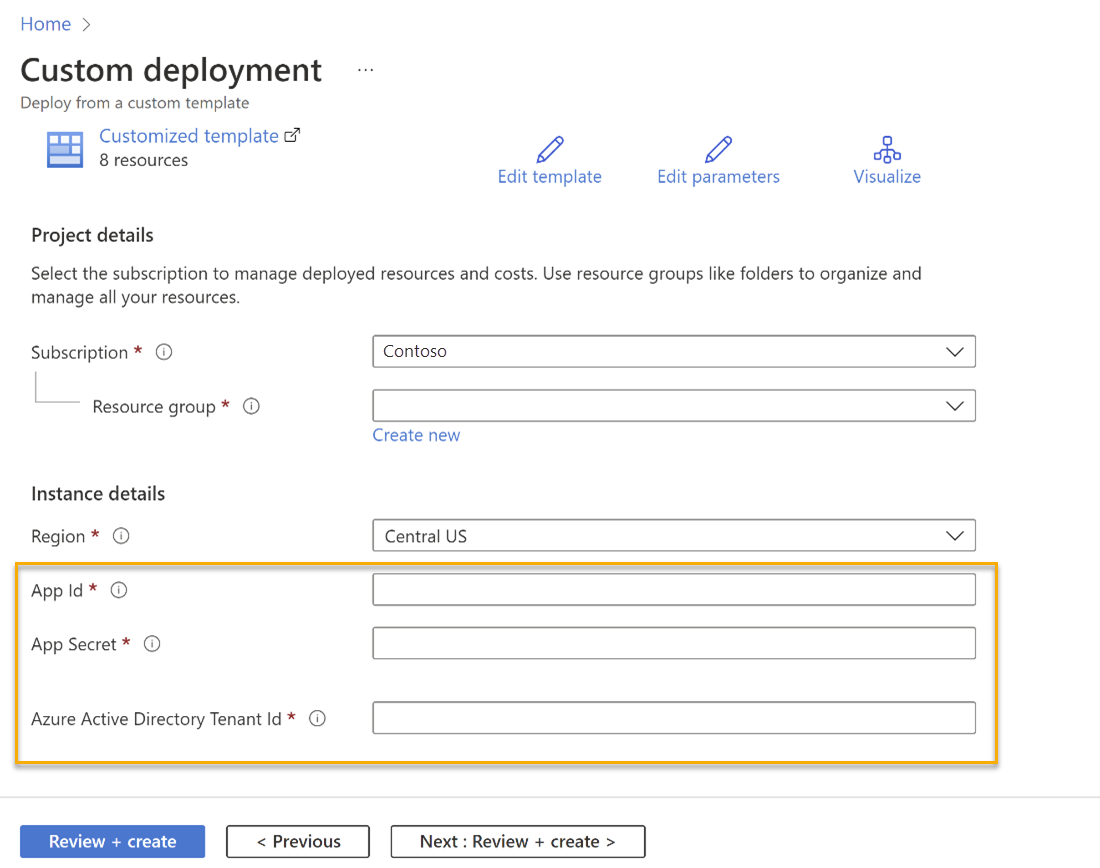 Home >
Custom deployment ...
Deploy from a custom template
Customized template
8 resources
Edit template
Edit parameters
Visualize
Project details
Select the subscription to manage deployed resources and costs. Use resource groups like folders to organize and
manage all your resources.
Subscription *
Contoso
Resource group *
Create new
Instance details
Region *
Central US
App Id *
App Secret *
Azure Active Directory Tenant Id *
Review + create
< Previous
Next : Review + create >